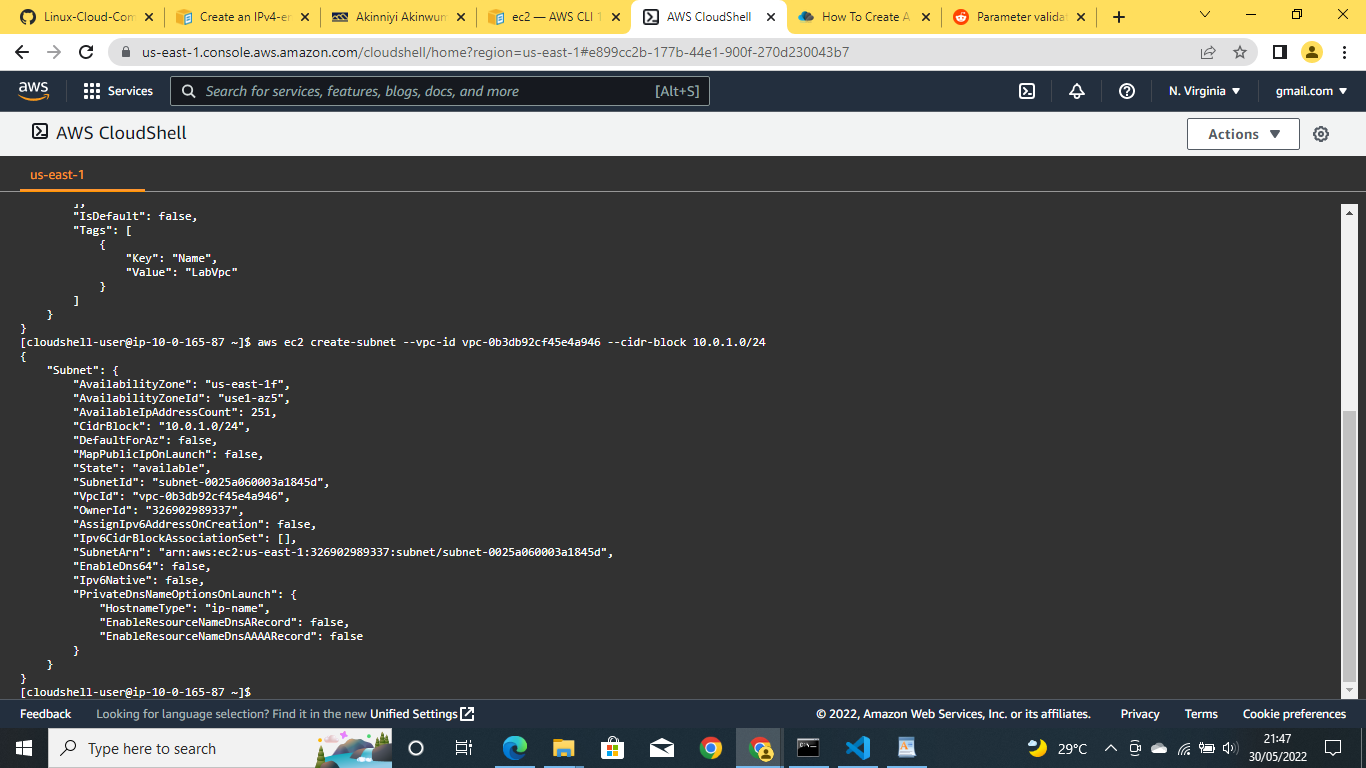 Linux-Cloud-Com
Create an IPv4-en
Akinniyi Akinwum
ec2 — AWS CLI 1
AWS CloudShell
How To Create A
Parameter validat
us-east-1.console.aws.amazon.com/cloudshell/home?region=us-east-1#e899cc2b-177b-44e1-900f-270d230043b7
aws
Services
Search for services, features, blogs, docs, and more
[Alt+S]
N. Virginia
gmail.com
AWS CloudShell
Actions
us-east-1
],
"IsDefault": false,
"Tags": [
{
"Key": "Name",
"Value": "LabVpc"
}
]
}
}
[cloudshell-user@ip-10-0-165-87 ~]$ aws ec2 create-subnet --vpc-id vpc-0b3db92cf45e4a946 --cidr-block 10.0.1.0/24
{
"Subnet": {
"AvailabilityZone": "us-east-1f",
"AvailabilityZoneId": "use1-az5",
"AvailableIpAddressCount": 251,
"CidrBlock": "10.0.1.0/24",
"DefaultForAz": false,
"MapPublicIpOnLaunch": false,
"State": "available",
"SubnetId": "subnet-0025a060003a1845d",
"VpcId": "vpc-0b3db92cf45e4a946",
"OwnerId": "326902989337",
"AssignIpv6AddressOnCreation": false,
"Ipv6CidrBlockAssociationSet": [],
"SubnetArn": "arn:aws:ec2:us-east-1:326902989337:subnet/subnet-0025a060003a1845d",
"EnableDns64": false,
"Ipv6Native": false,
"PrivateDnsNameOptionsOnLaunch": {
"HostnameType": "ip-name",
"EnableResourceNameDnsARecord": false,
"EnableResourceNameDnsAAAARecord": false
}
}
}
[cloudshell-user@ip-10-0-165-87 ~]$
Feedback
Looking for language selection? Find it in the new Unified Settings
© 2022, Amazon Web Services, Inc. or its affiliates.
Privacy
Terms
Cookie preferences
Type here to search
29°C
21:47
30/05/2022